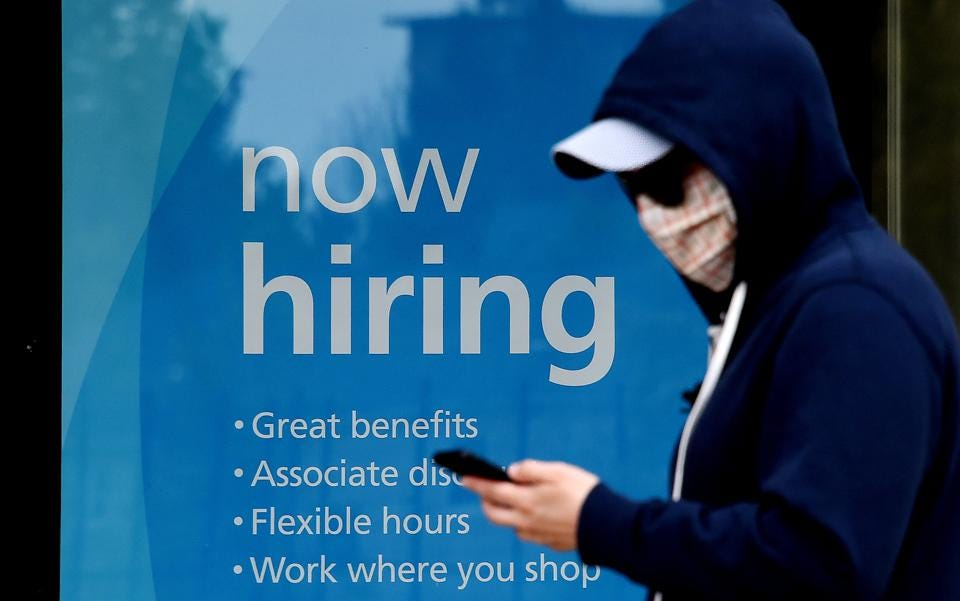 now
hiring
• Great benefits
• Associate
• Flexible hours
• Work where you shop